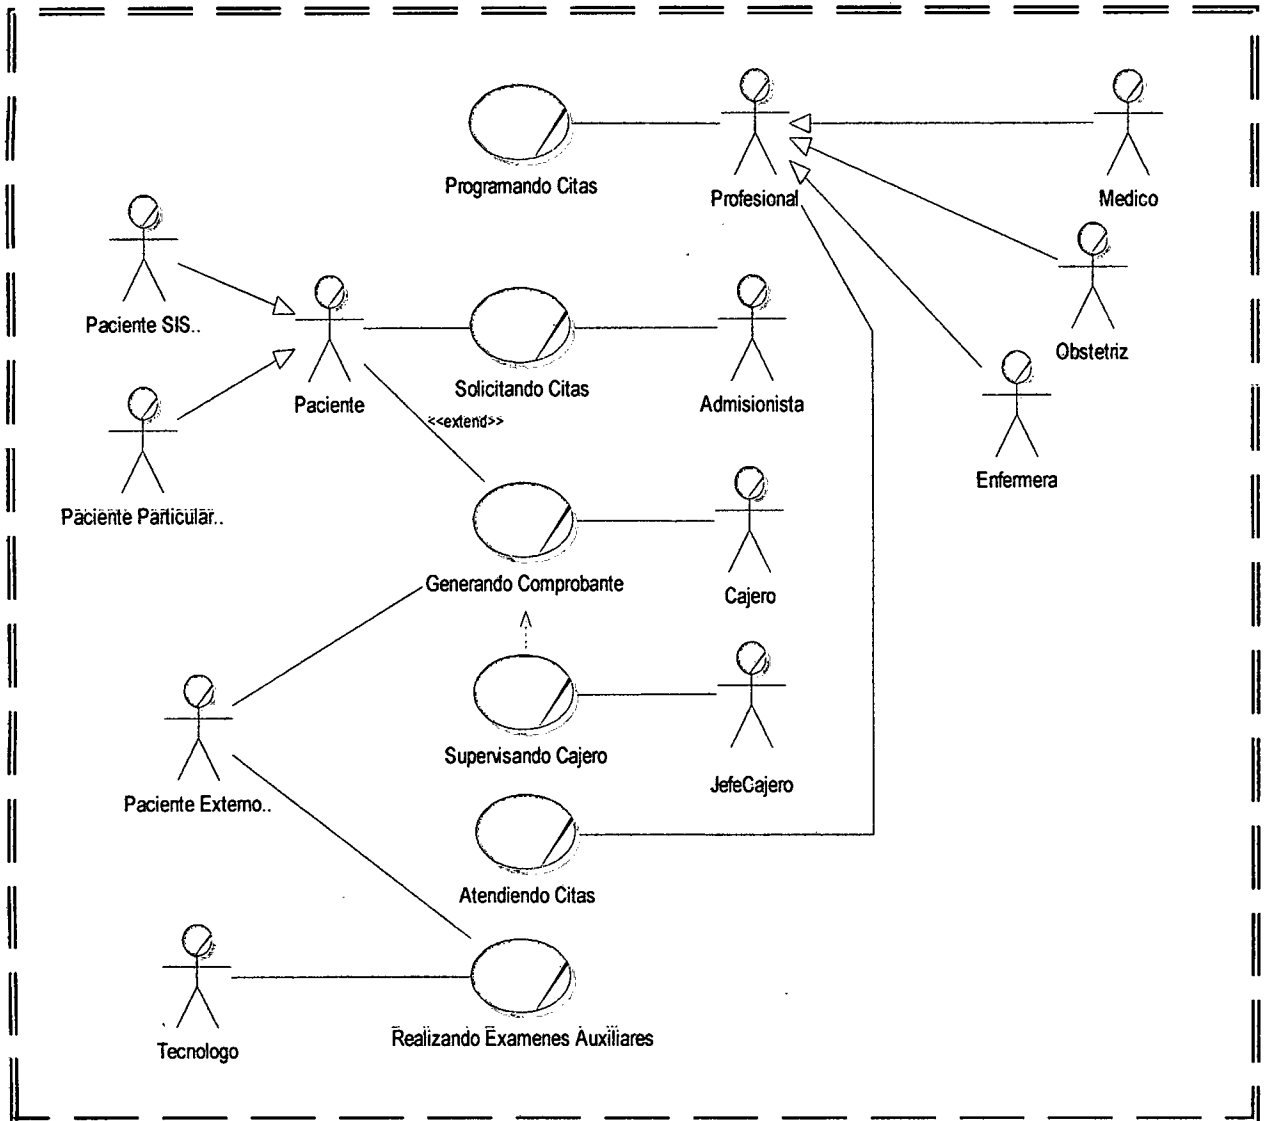 Programando Citas
Profesional
Medico
Paciente SIS..
Obstetriz
Paciente
Solicitando Citas
Admisionista
<<extend>>
Enfermera
Paciente Particular..
Generando Comprobante
Cajero
Supervisando Cajero
JefeCajero
Paciente Externo..
Atendiendo Citas
Tecnologo
Realizando Examenes Auxiliares